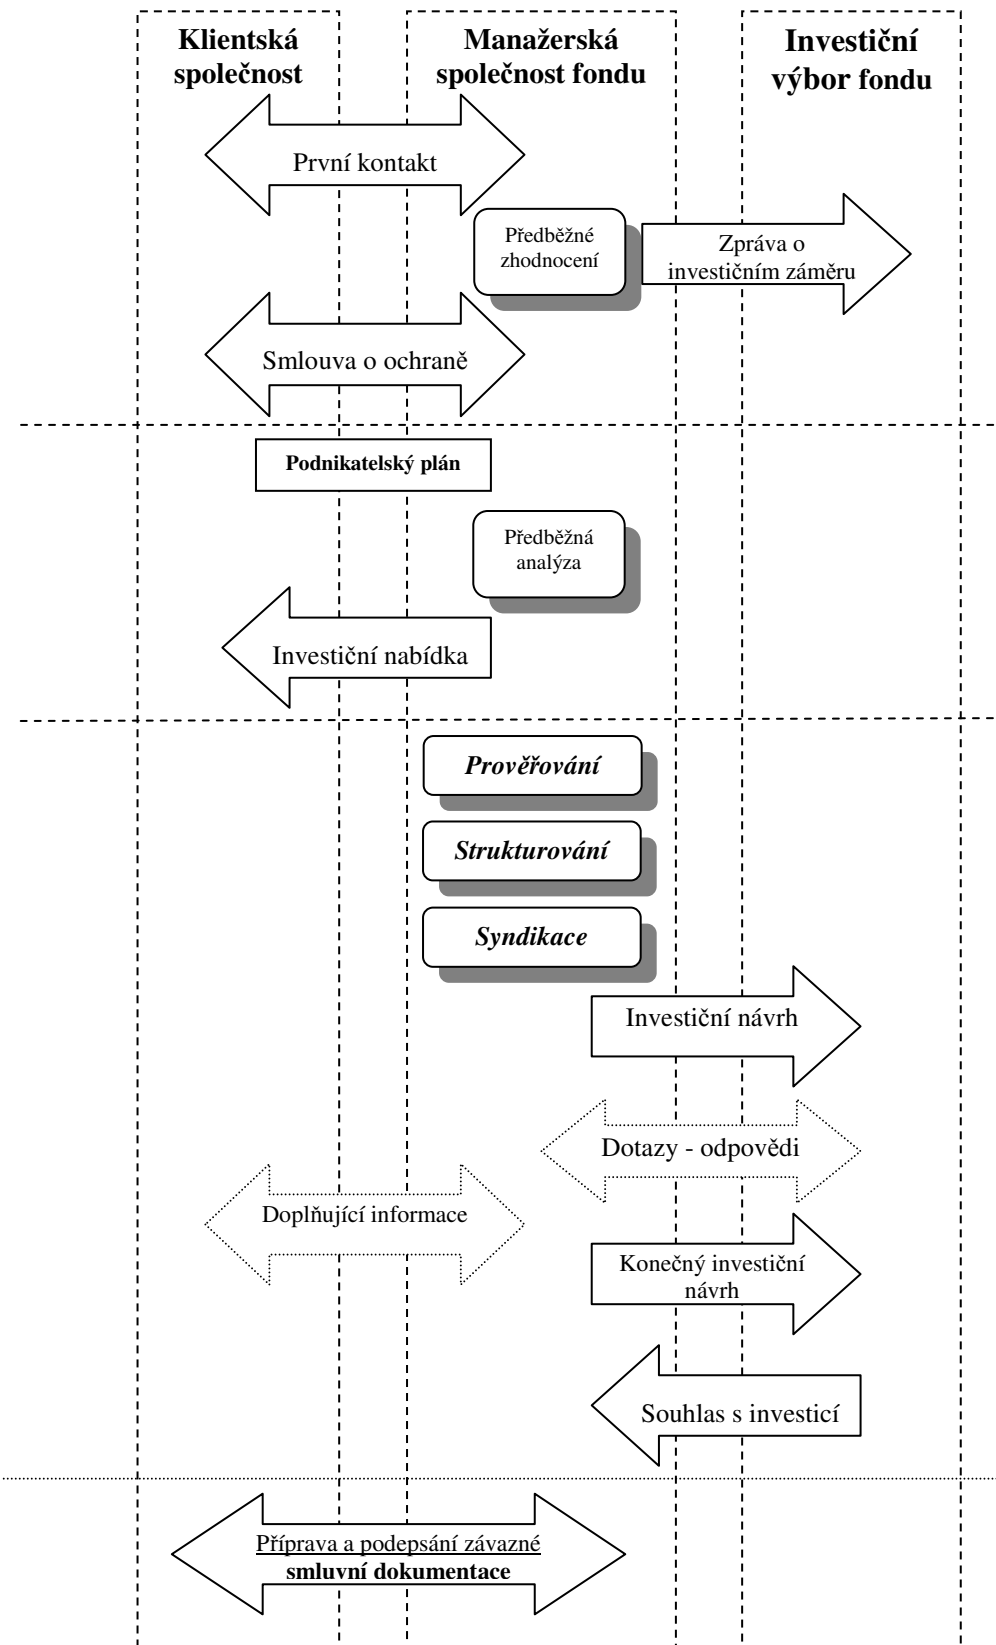 Klientská
společnost
Manažerská
společnost fondu
Investiční
výbor fondu
První kontakt
Předběžné
zhodnocení
Zpráva o
investičním záměru
Smlouva o ochraně
Podnikatelský plán
Předběžná
analýza
Investiční nabídka
Prověřování
Strukturování
Syndikace
Investiční návrh
Dotazy - odpovědi
Doplňující informace
Konečný investiční
návrh
Souhlas s investicí
Příprava a podepsání závazné
smluvní dokumentace